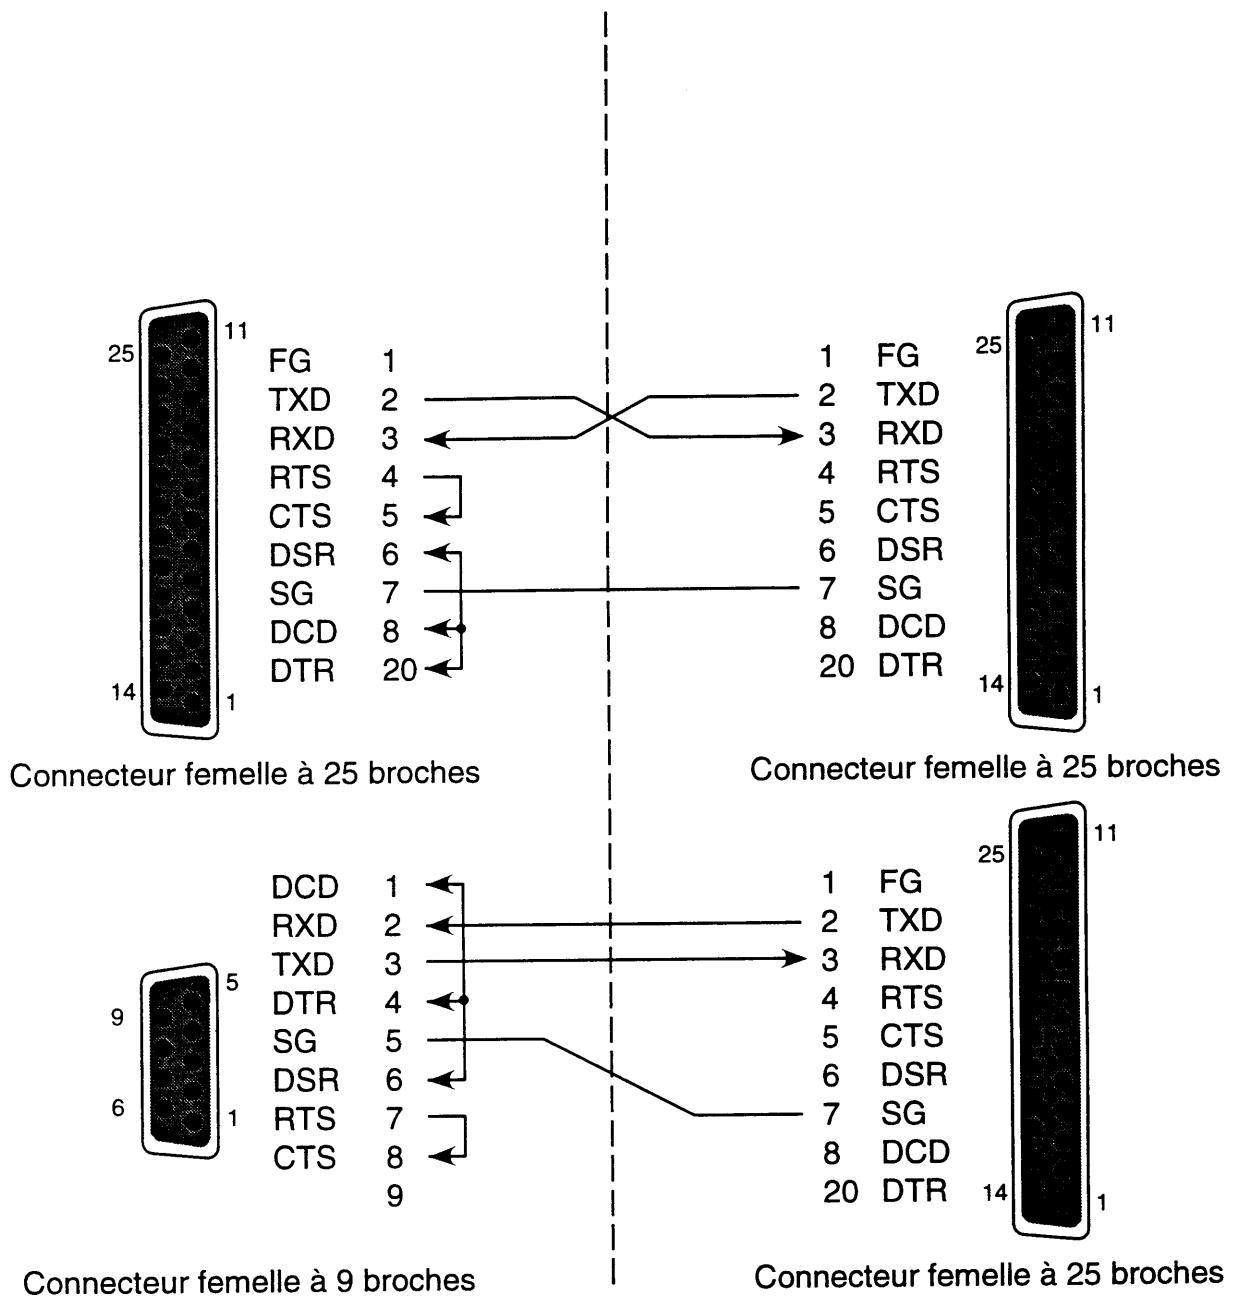 25
11
14
1
FG 1
TXD 2
RXD 3
RTS 4
CTS 5
DSR 6
SG 7
DCD 8
DTR 20
Connecteur femelle à 25 broches
1 FG
2 TXD
3 RXD
4 RTS
5 CTS
6 DSR
7 SG
8 DCD
20 DTR
25
11
14
1
Connecteur femelle à 25 broches
9
5
6
1
DCD 1
RXD 2
TXD 3
DTR 4
SG 5
DSR 6
RTS 7
CTS 8
9
Connecteur femelle à 9 broches
1 FG
2 TXD
3 RXD
4 RTS
5 CTS
6 DSR
7 SG
8 DCD
20 DTR
25
11
14
1
Connecteur femelle à 25 broches